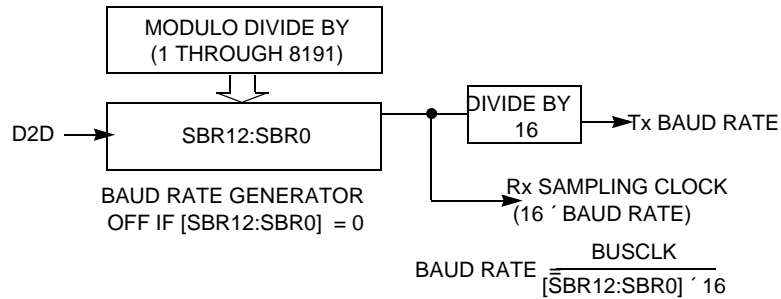 MODULO DIVIDE BY
(1 THROUGH 8191)
D2D
SBR12:SBR0
DIVIDE BY
16
Tx BAUD RATE
BAUD RATE GENERATOR
OFF IF [SBR12:SBR0] = 0
Rx SAMPLING CLOCK
(16 ´ BAUD RATE)
BAUD RATE =
BUSCLK
[SBR12:SBR0] ´ 16